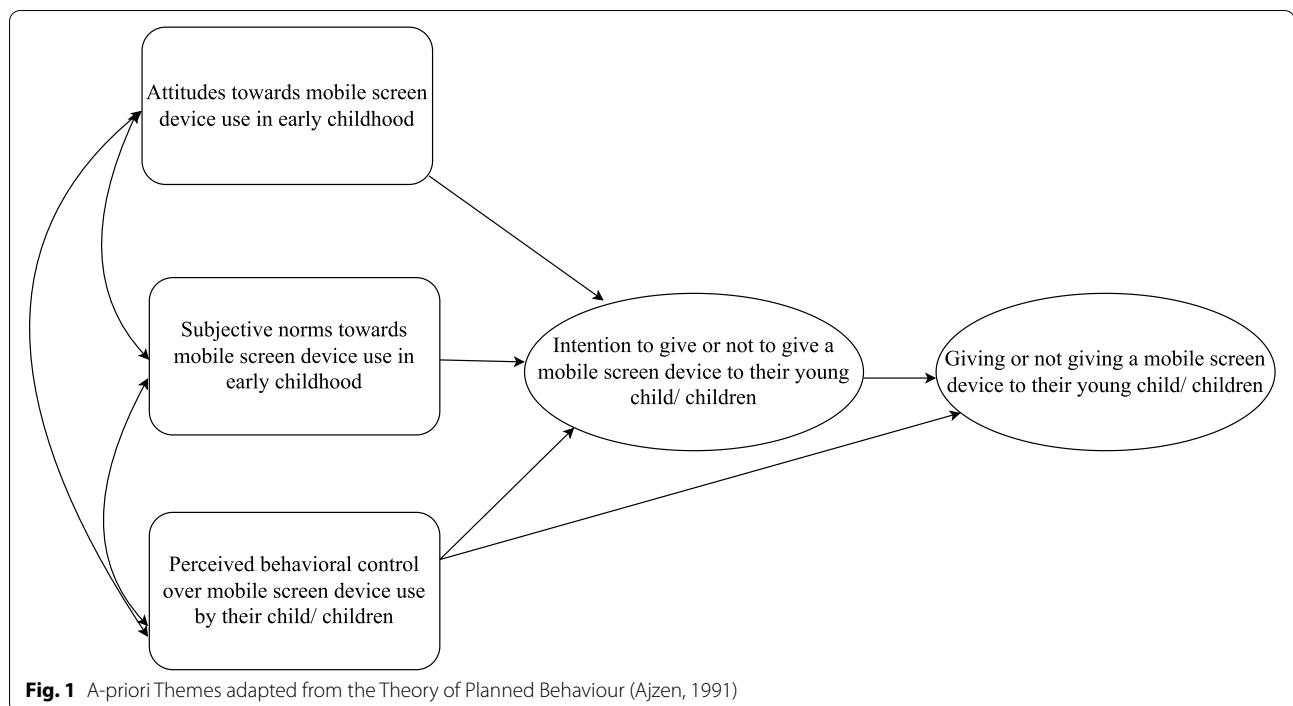 Attitudes towards mobile screen
device use in early childhood
Subjective norms towards
mobile screen device use in
early childhood
Perceived behavioral control
over mobile screen device use
by their child/ children
Intention to give or not to give a
mobile screen device to their young
child/ children
Giving or not giving a mobile screen
device to their young child/ children
Fig. 1 A-priori Themes adapted from the Theory of Planned Behaviour (Ajzen, 1991)